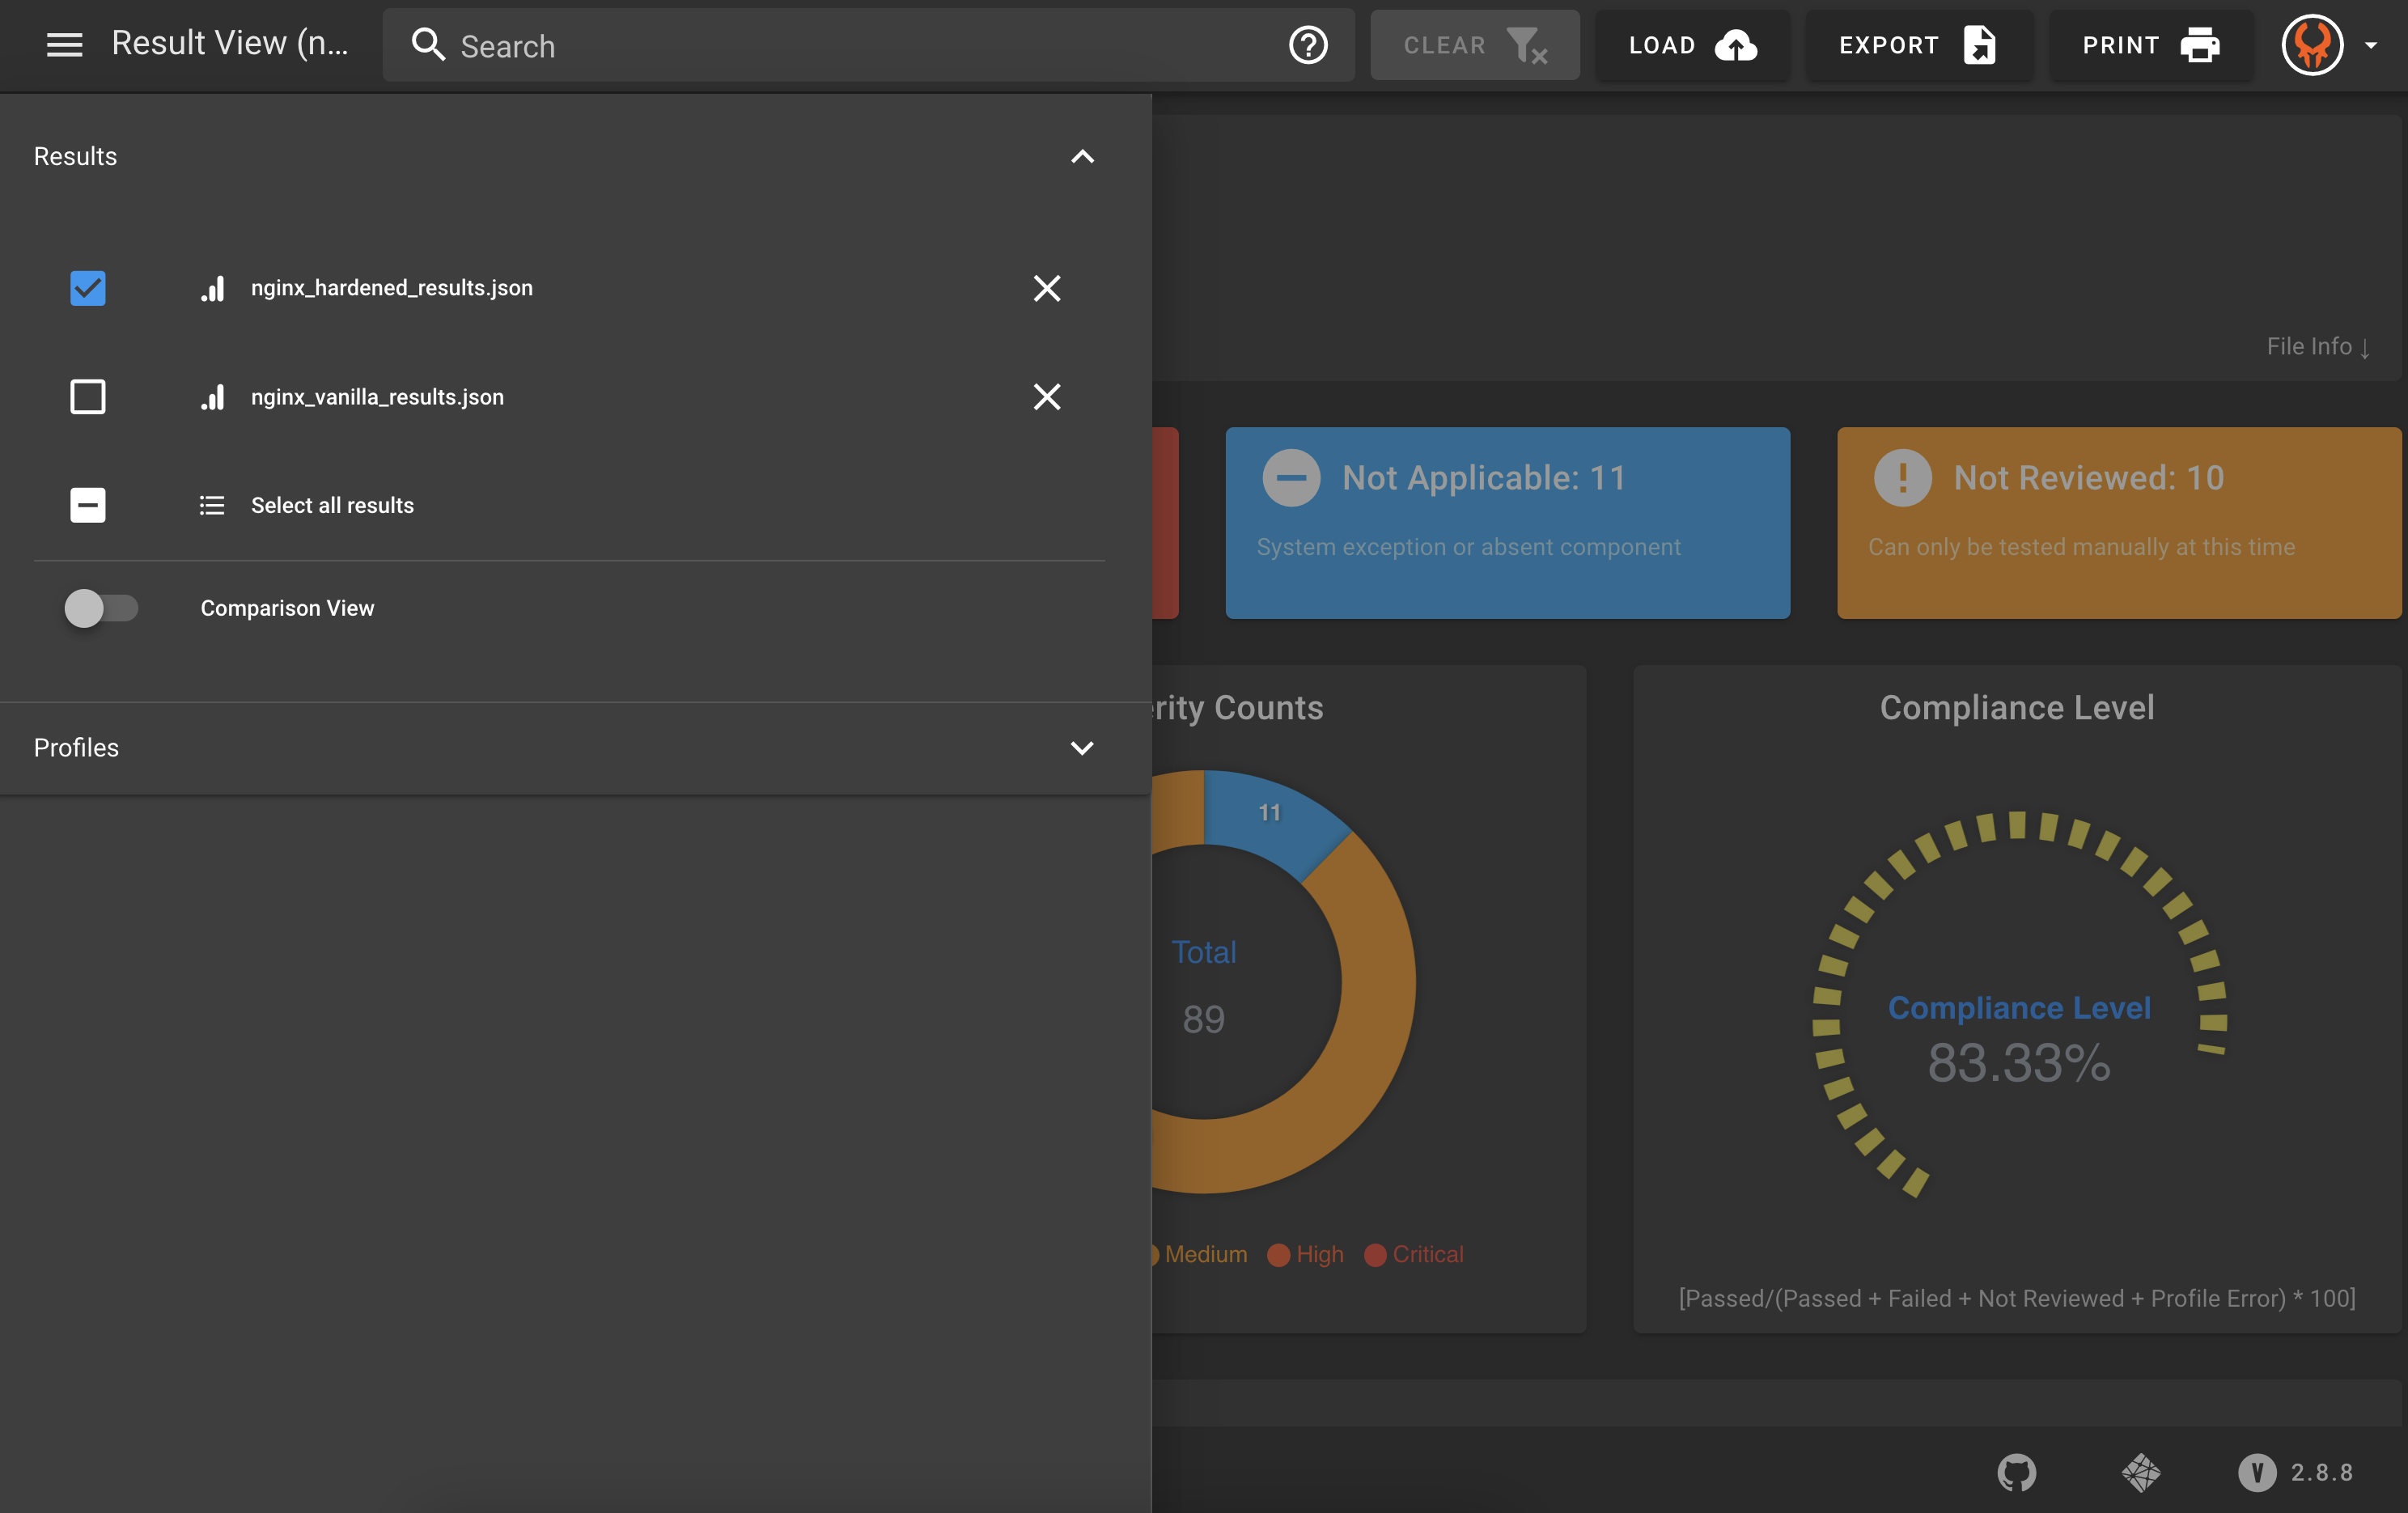 Result View (n...
Search
CLEAR
LOAD
EXPORT
PRINT
Results
nginx_hardened_results.json
nginx_vanilla_results.json
Select all results
Comparison View
Profiles
File Info ↓
Not Applicable: 11
System exception or absent component
Not Reviewed: 10
Can only be tested manually at this time
rity Counts
11
Total
89
Medium
High
Critical
Compliance Level
Compliance Level
83.33%
[Passed/(Passed + Failed + Not Reviewed + Profile Error) * 100]
V 2.8.8